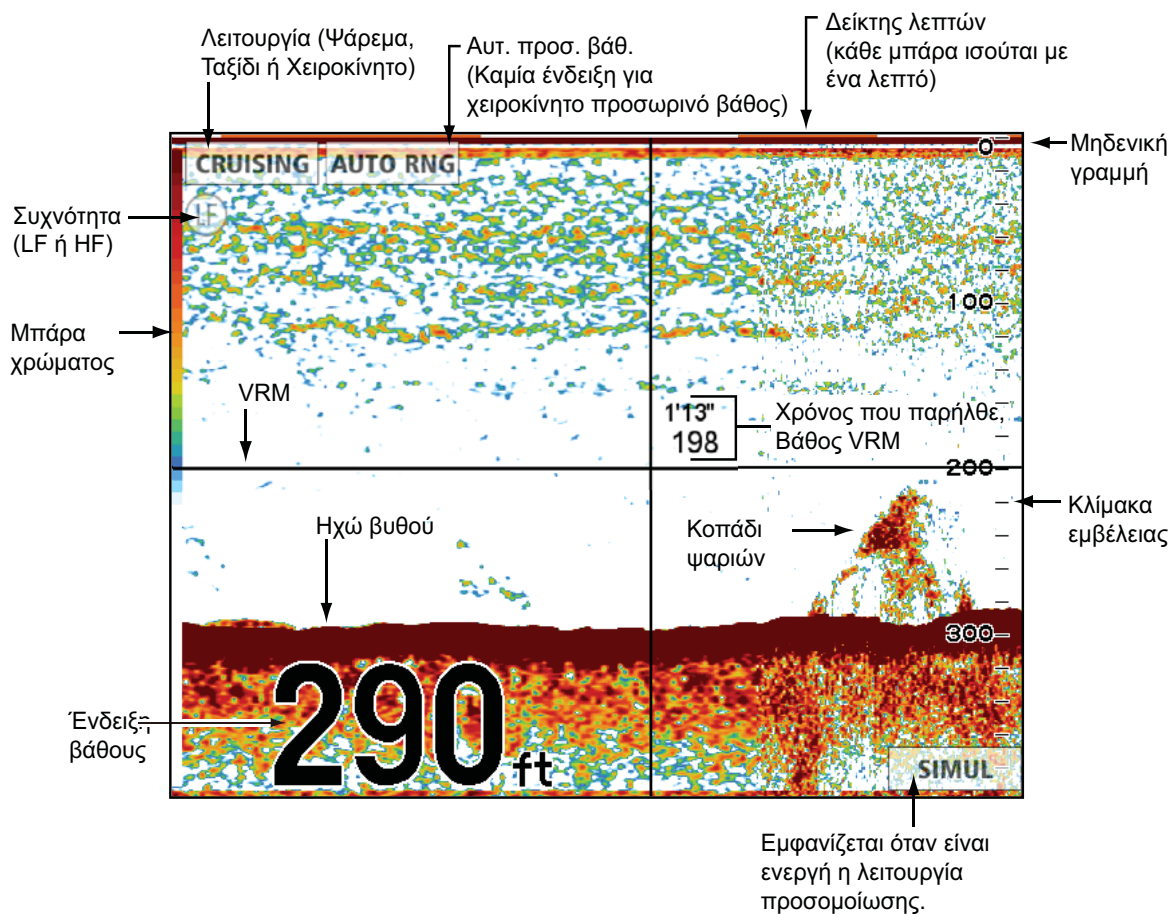 Λειτουργία (Ψάρεμα,
Ταξίδι ή Χειροκίνητο)
Αυτ. προσ. βάθ.
(Καμία ένδειξη για
χειροκίνητο προσωρινό βάθος)
Δείκτης λεπτών
(κάθε μπάρα ισούται με
ένα λεπτό)
CRUISING
AUTO RNG
0
Μηδενική
γραμμή
Συχνότητα
(LF ή HF)
LF
100
Μπάρα
χρώματος
VRM
1'13"
198
Χρόνος που παρήλθε,
Βάθος VRM
200
Ηχώ βυθού
Κοπάδι
ψαριών
Κλίμακα
εμβέλειας
300
Ένδειξη
βάθους
290 ft
SIMUL
Εμφανίζεται όταν είναι
ενεργή η λειτουργία
προσομοίωσης.